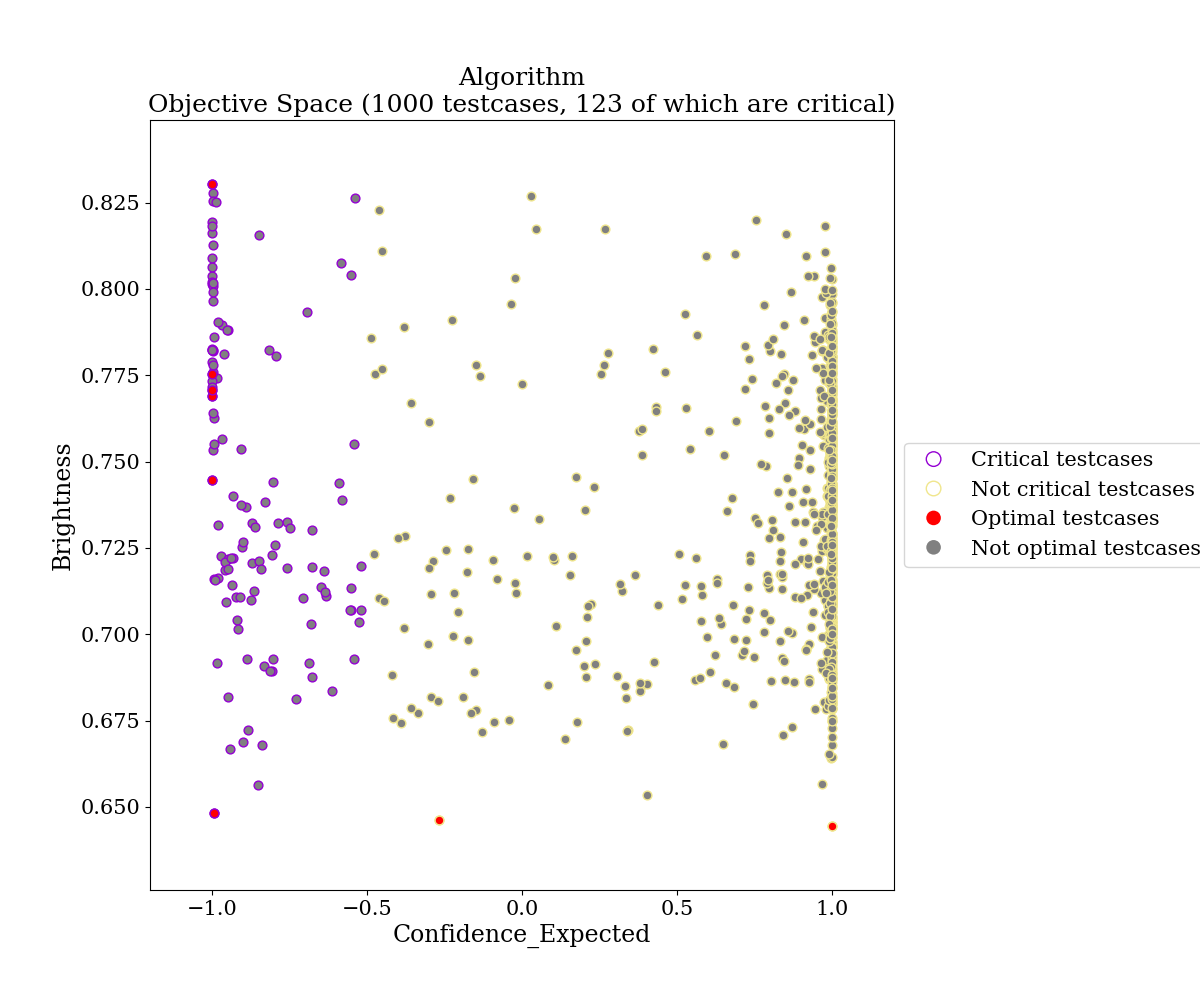 Algorithm
Objective Space (1000 testcases, 123 of which are critical)
0.825
0.800
0.775
0.750
0.725
0.700
0.675
0.650
Brightness
−1.0
−0.5
0.0
0.5
1.0
Confidence_Expected
Critical testcases
Not critical testcases
Optimal testcases
Not optimal testcases